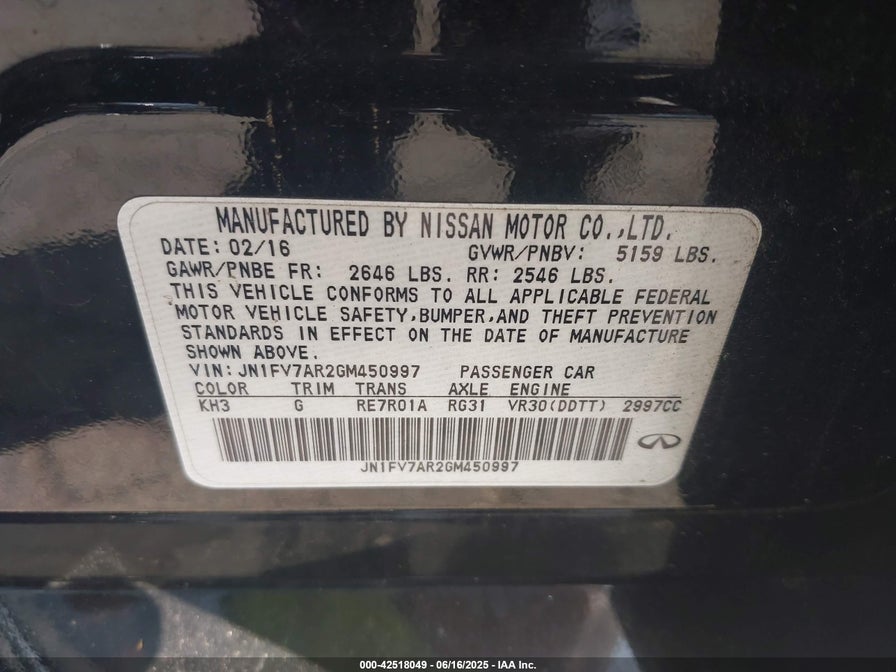 MANUFACTURED BY NISSAN MOTOR CO.,LTD.
DATE: 02/16 GVWR/PNBV: 5159 LBS.
GAWR/PNBE FR: 2646 LBS. RR: 2546 LBS.
THIS VEHICLE CONFORMS TO ALL APPLICABLE FEDERAL
MOTOR VEHICLE SAFETY,BUMPER,AND THEFT PREVENTION
STANDARDS IN EFFECT ON THE DATE OF MANUFACTURE
SHOWN ABOVE.
VIN: JN1FV7AR2GM450997 PASSENGER CAR
COLOR TRIM TRANS AXLE ENGINE
KH3 G RE7R01A RG31 VR30(DDTT) 2997CC
JN1FV7AR2GM450997
000-42518049 - 06/16/2025 - IAA Inc.